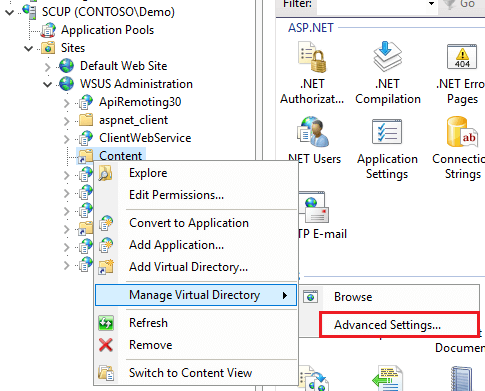 SCUP (CONTOSO\Demo)
Application Pools
Sites
Default Web Site
WSUS Administration
ApiRemoting30
aspnet_client
ClientWebService
Content
Explore
Edit Permissions...
Convert to Application
Add Application...
Add Virtual Directory...
Manage Virtual Directory
Refresh
Remove
Switch to Content View
Filter:
Go
ASP.NET
.NET
Authorizat...
.NET
Compilation
.NET Error
Pages
404
.NET Users
Application
Settings
Connection
Strings
ab
TP E-mail
Browse
Advanced Settings...
Document